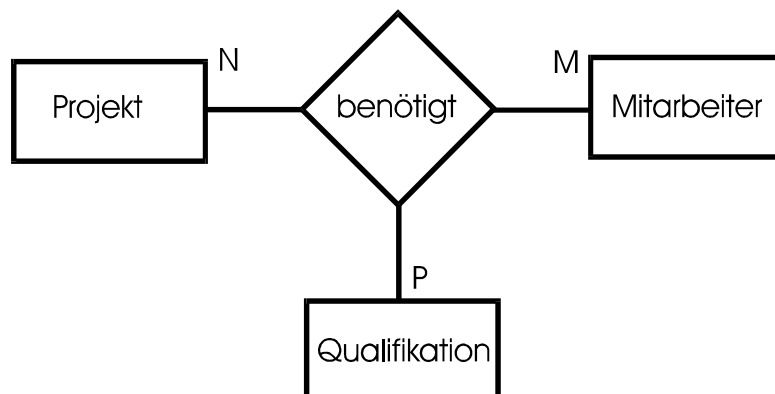 N
M
Projekt
benötigt
Mitarbeiter
P
Qualifikation